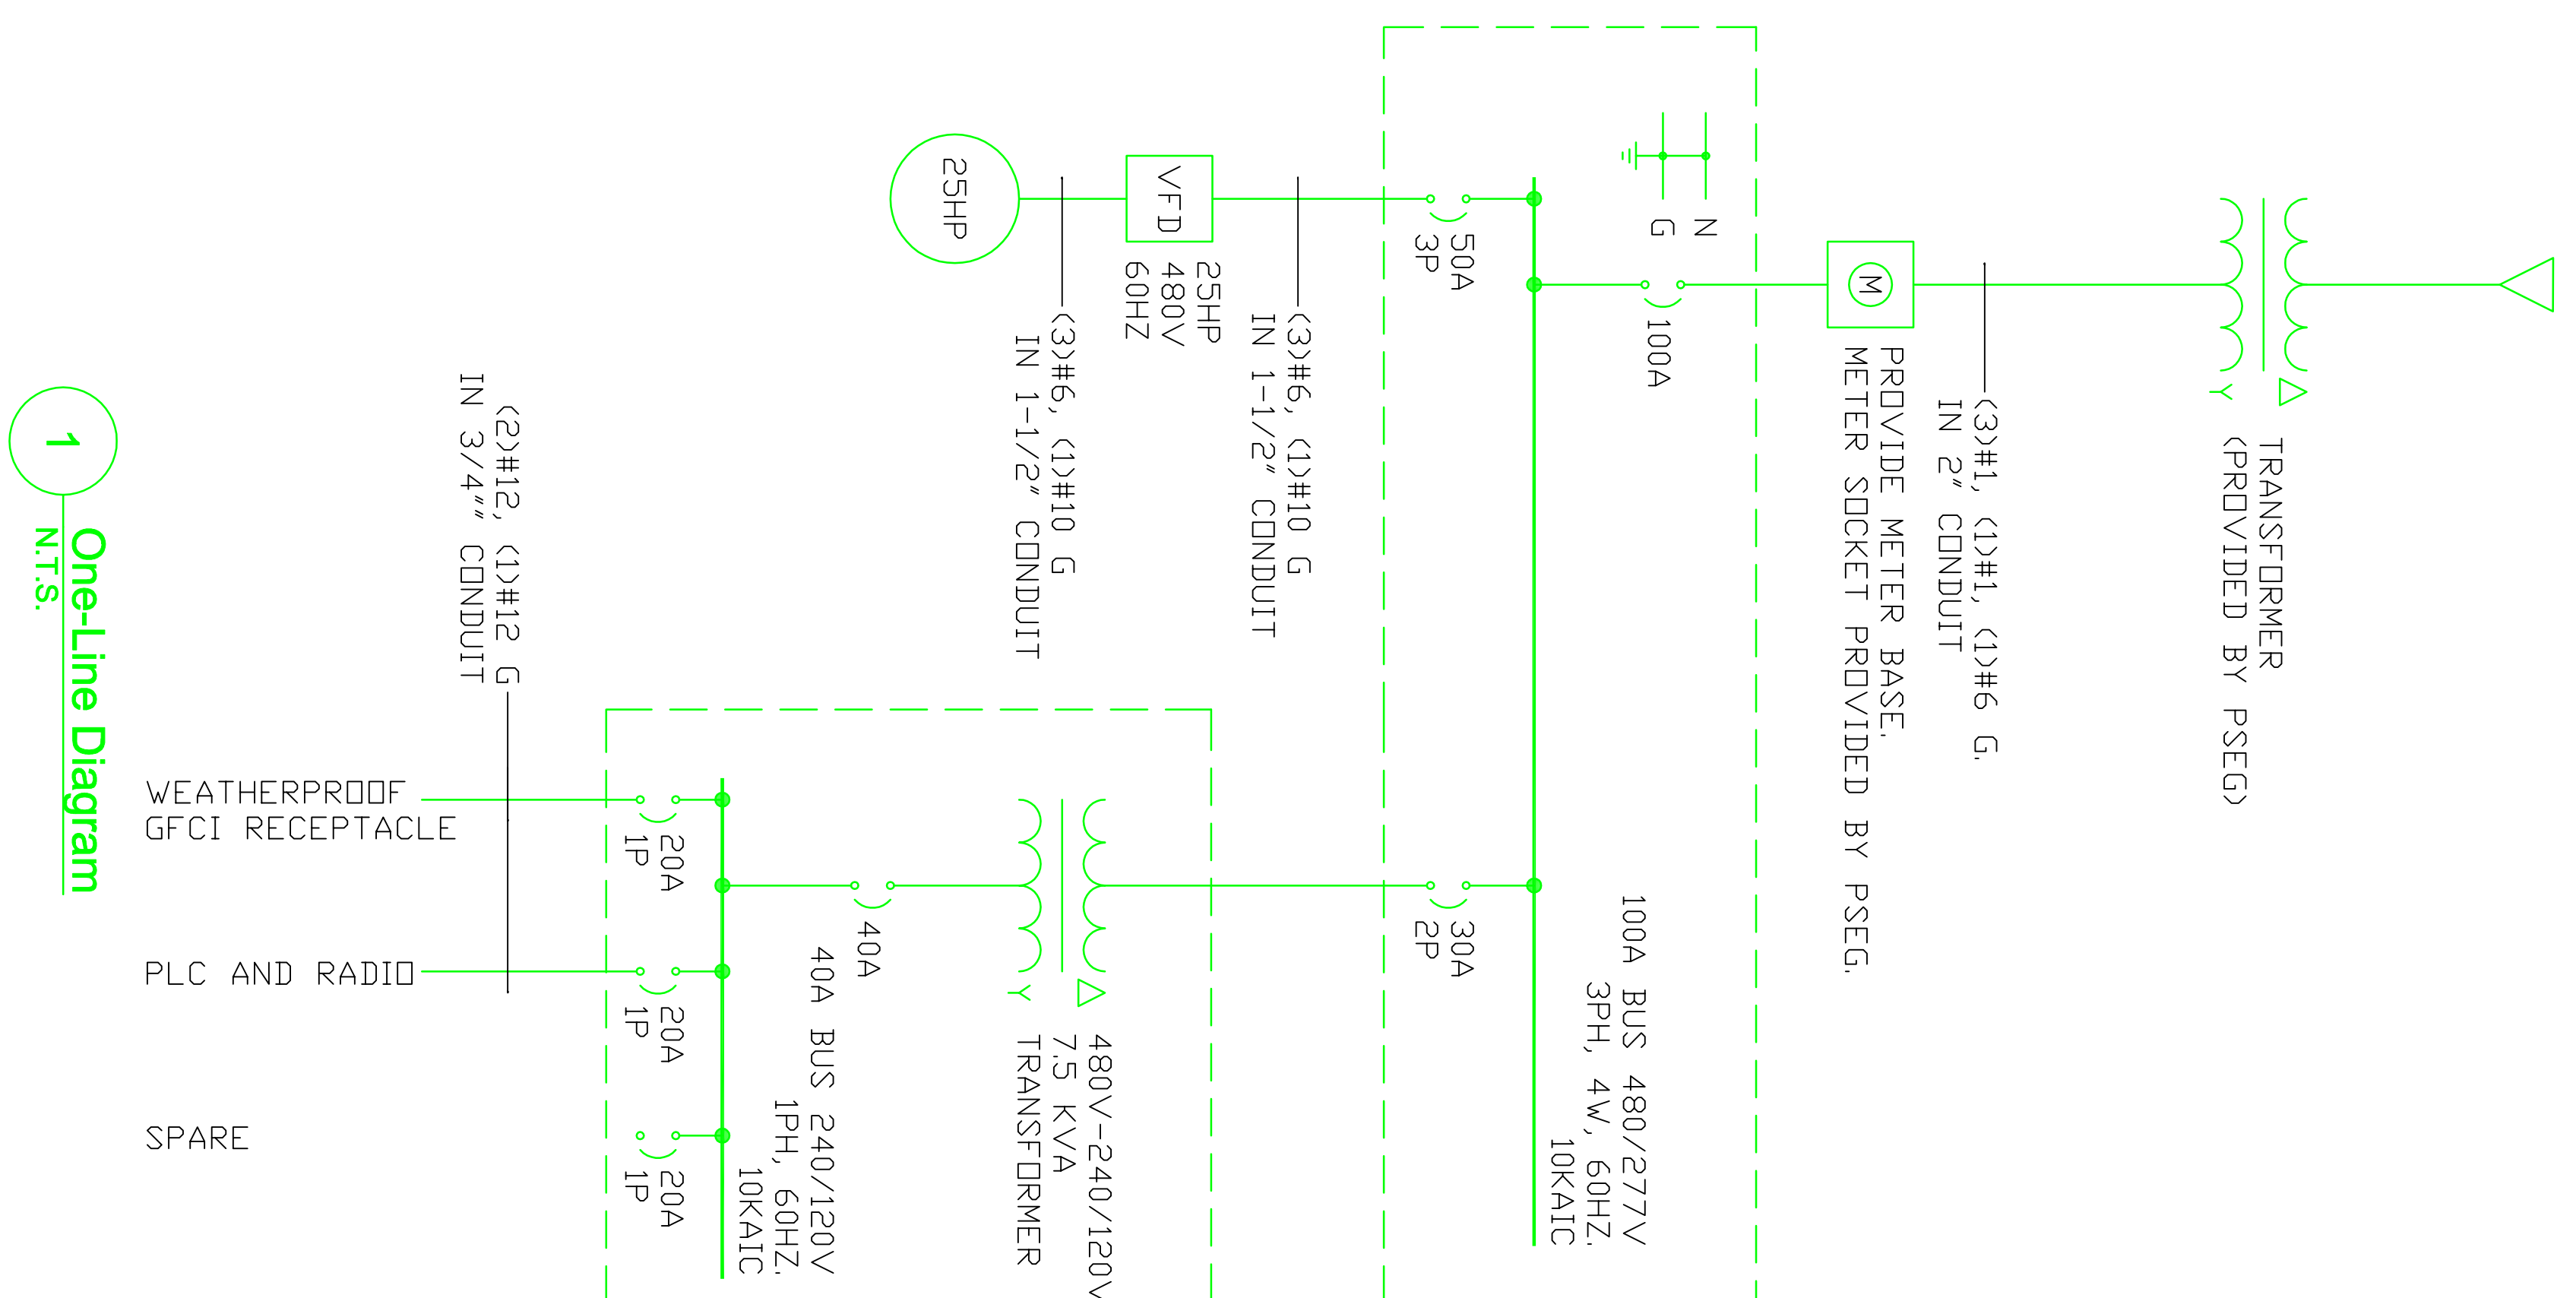 TRANSFORMER
(PROVIDED BY PSEG)
(3)#1, (1)#1, (1)#6 G.
IN 2" CONDUIT
M
PROVIDE METER BASE.
METER SOCKET PROVIDED BY PSEG.
N
G
100A
100A BUS 480/277V
3PH, 4W, 60HZ.
10KAIC
50A
3P
30A
2P
(3)#6, (1)#10 G
IN 1-1/2" CONDUIT
VFD
25HP
480V
60HZ
(3)#6, (1)#10 G
IN 1-1/2" CONDUIT
25HP
480V-240/120V
7.5 KVA
TRANSFORMER
40A
40A BUS 240/120V
1PH, 60HZ.
10KAIC
20A
1P
20A
1P
20A
1P
(2)#12, (1)#12 G
IN 3/4"" CONDUIT
WEATHERPROOF
GFCI RECEPTACLE
PLC AND RADIO
SPARE
1
One-Line Diagram
N.T.S.